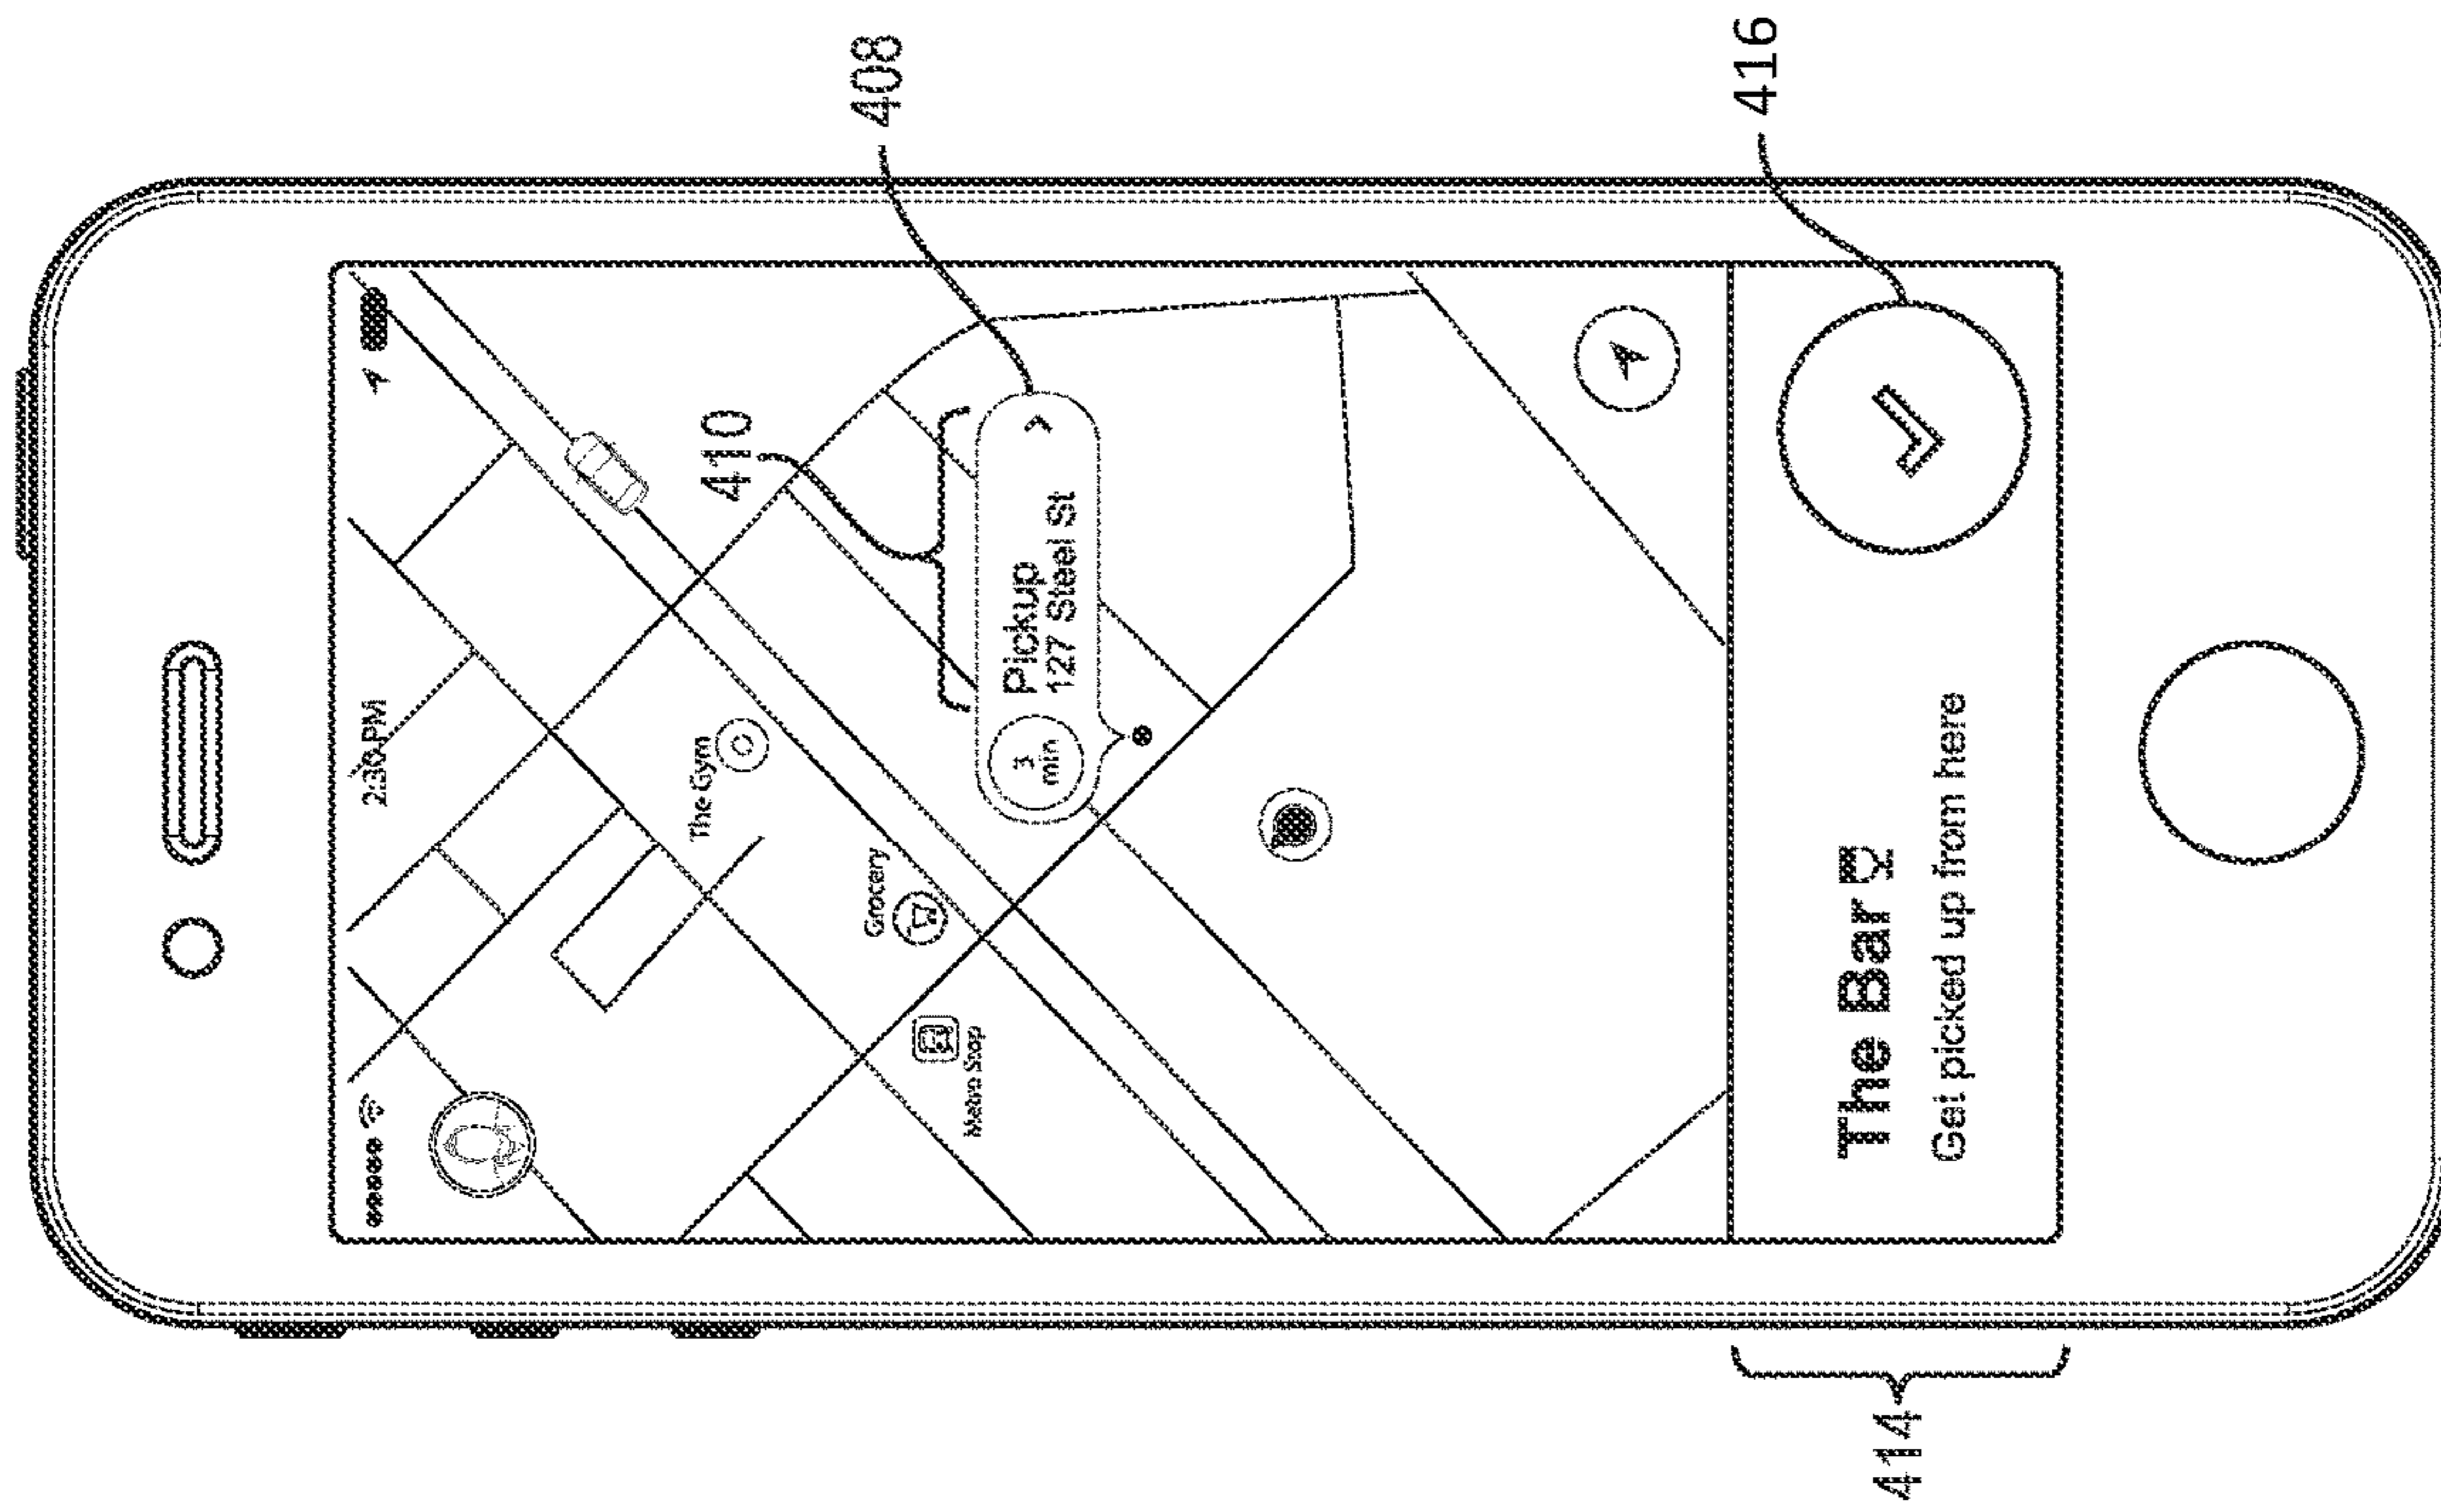 2:30 PM
The Gym
Grocery
Metro Stop
410
408
3
min
Pickup
127 Steel St
The Bar
Get picked up from here
414
416